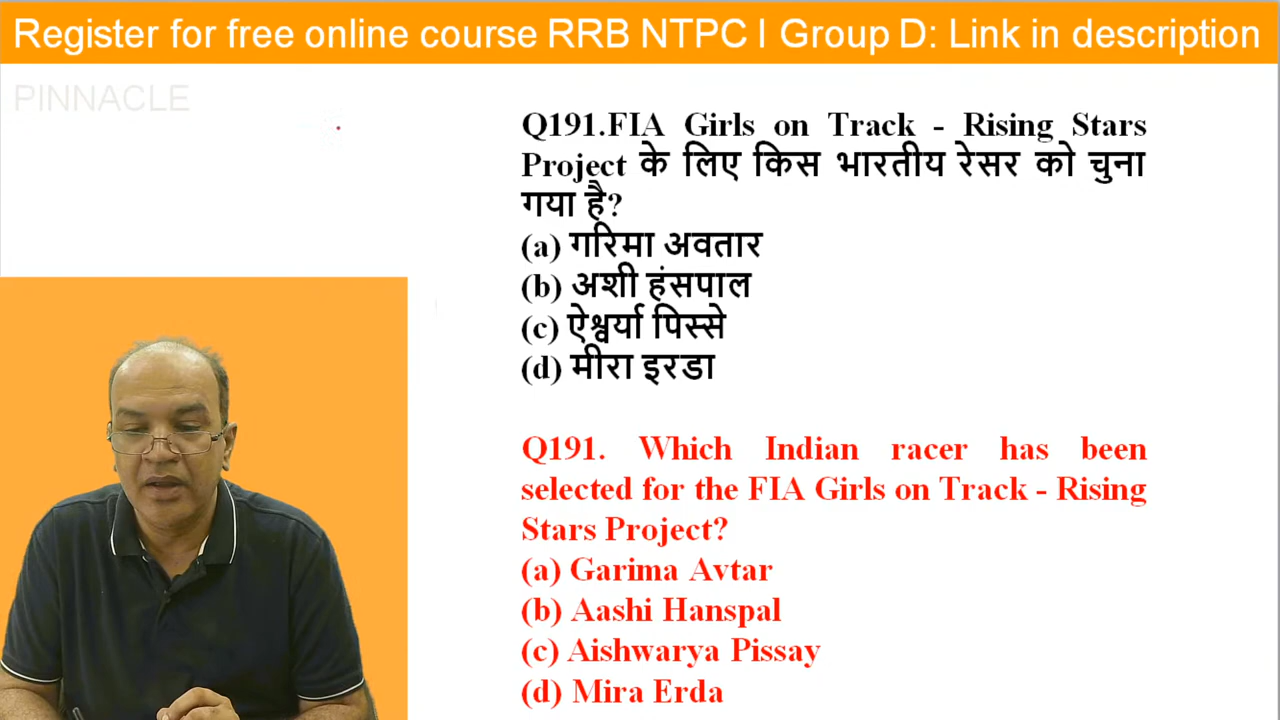 Register for free online course RRB NTPC I Group D: Link in description
PINNACLE
Q191.FIA Girls on Track - Rising Stars
Project के लिए किस भारतीय रेसर को चुना
गया है?
(a) गरिमा अवतार
(b) अशी हंसपाल
(c) ऐश्वर्या पिस्से
(d) मीरा इरडा
Q191. Which Indian racer has been
selected for the FIA Girls on Track - Rising
Stars Project?
(a) Garima Avtar
(b) Aashi Hanspal
(c) Aishwarya Pissay
(d) Mira Erda